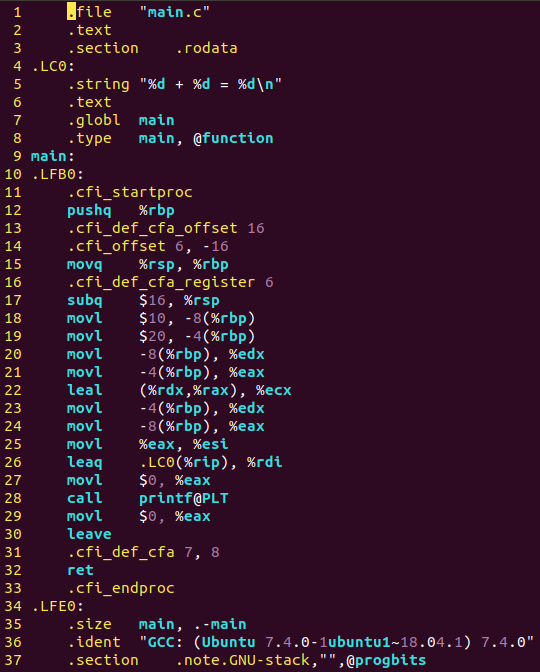 1 .file "main.c"
2 .text
3 .section .rodata
4 .LC0:
5 .string "%d + %d = %d\n"
6 .text
7 .globl main
8 .type main, @function
9 main:
10 .LFB0:
11 .cfi_startproc
12 pushq %rbp
13 .cfi_def_cfa_offset 16
14 .cfi_offset 6, -16
15 movq %rsp, %rbp
16 .cfi_def_cfa_register 6
17 subq $16, %rsp
18 movl $10, -8(%rbp)
19 movl $20, -4(%rbp)
20 movl -8(%rbp), %edx
21 movl -4(%rbp), %eax
22 leal (%rdx,%rax), %ecx
23 movl -4(%rbp), %edx
24 movl -8(%rbp), %eax
25 movl %eax, %esi
26 leaq .LC0(%rip), %rdi
27 movl $0, %eax
28 call printf@PLT
29 movl $0, %eax
30 leave
31 .cfi_def_cfa 7, 8
32 ret
33 .cfi_endproc
34 .LFE0:
35 .size main, .-main
36 .ident "GCC: (Ubuntu 7.4.0-1ubuntu1~18.04.1) 7.4.0"
37 .section .note.GNU-stack,"",@progbits